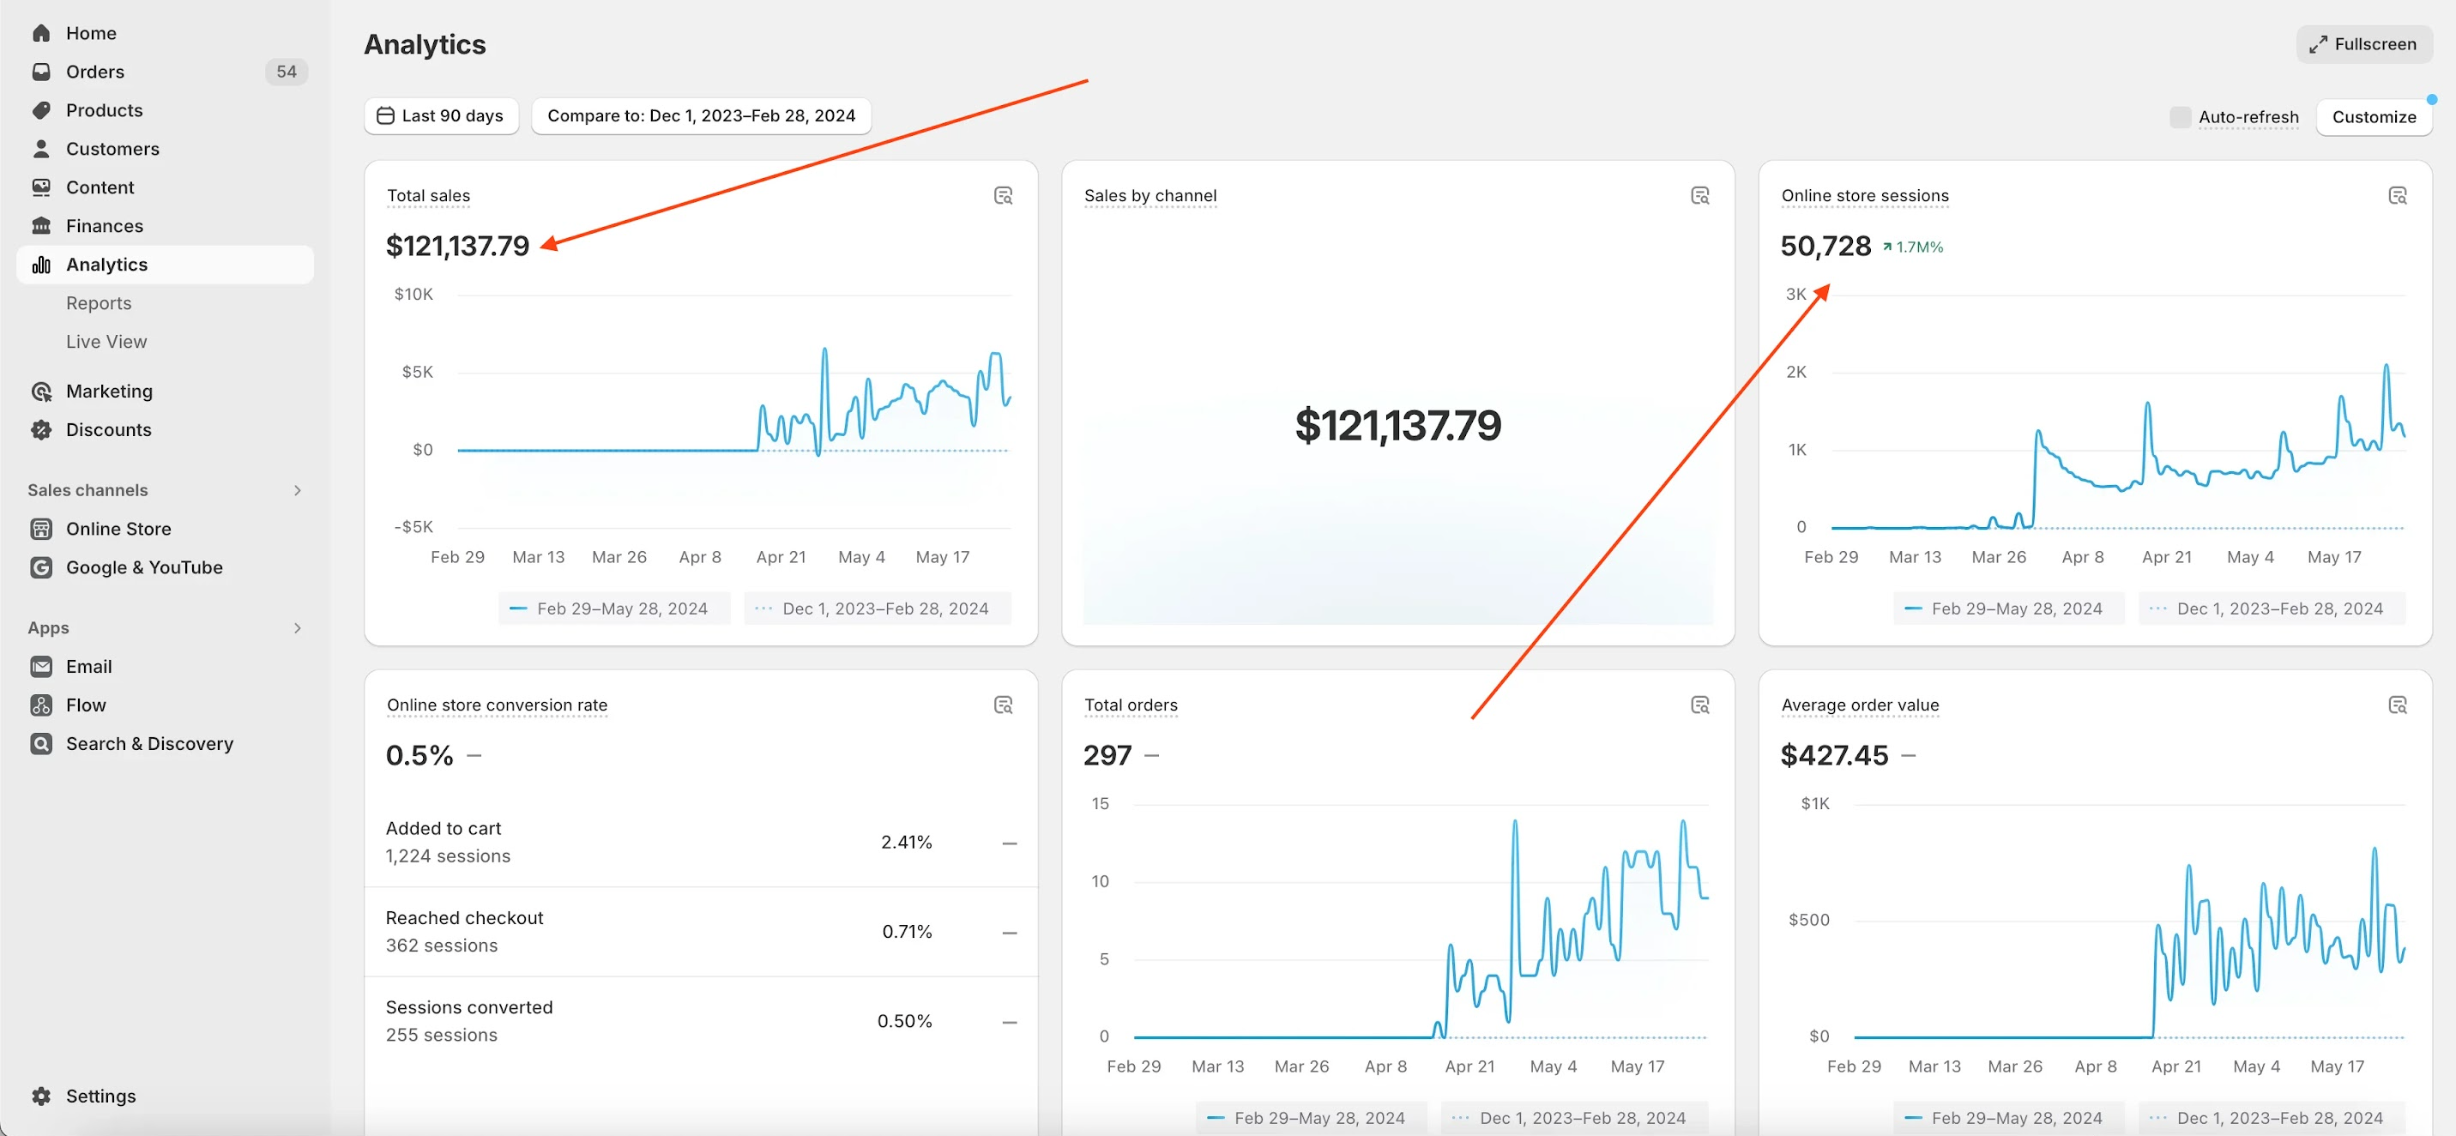 Home
Orders 54
Products
Customers
Content
Finances
Analytics
Reports
Live View
Marketing
Discounts
Sales channels
Online Store
Google & YouTube
Apps
Email
Flow
Search & Discovery
Settings
Analytics
Fullscreen
Last 90 days
Compare to: Dec 1, 2023–Feb 28, 2024
Auto-refresh
Customize
Total sales
$121,137.79
$10K
$5K
$0
-$5K
Feb 29 Mar 13 Mar 26 Apr 8 Apr 21 May 4 May 17
Feb 29–May 28, 2024 Dec 1, 2023–Feb 28, 2024
Sales by channel
$121,137.79
Online store sessions
50,728 1.7M%
3K
2K
1K
0
Feb 29 Mar 13 Mar 26 Apr 8 Apr 21 May 4 May 17
Feb 29–May 28, 2024 Dec 1, 2023–Feb 28, 2024
Online store conversion rate
0.5% —
Added to cart
1,224 sessions
2.41% —
Reached checkout
362 sessions
0.71% —
Sessions converted
255 sessions
0.50% —
Total orders
297 —
15
10
5
0
Feb 29 Mar 13 Mar 26 Apr 8 Apr 21 May 4 May 17
Feb 29–May 28, 2024 Dec 1, 2023–Feb 28, 2024
Average order value
$427.45 —
$1K
$500
$0
Feb 29 Mar 13 Mar 26 Apr 8 Apr 21 May 4 May 17
Feb 29–May 28, 2024 Dec 1, 2023–Feb 28, 2024